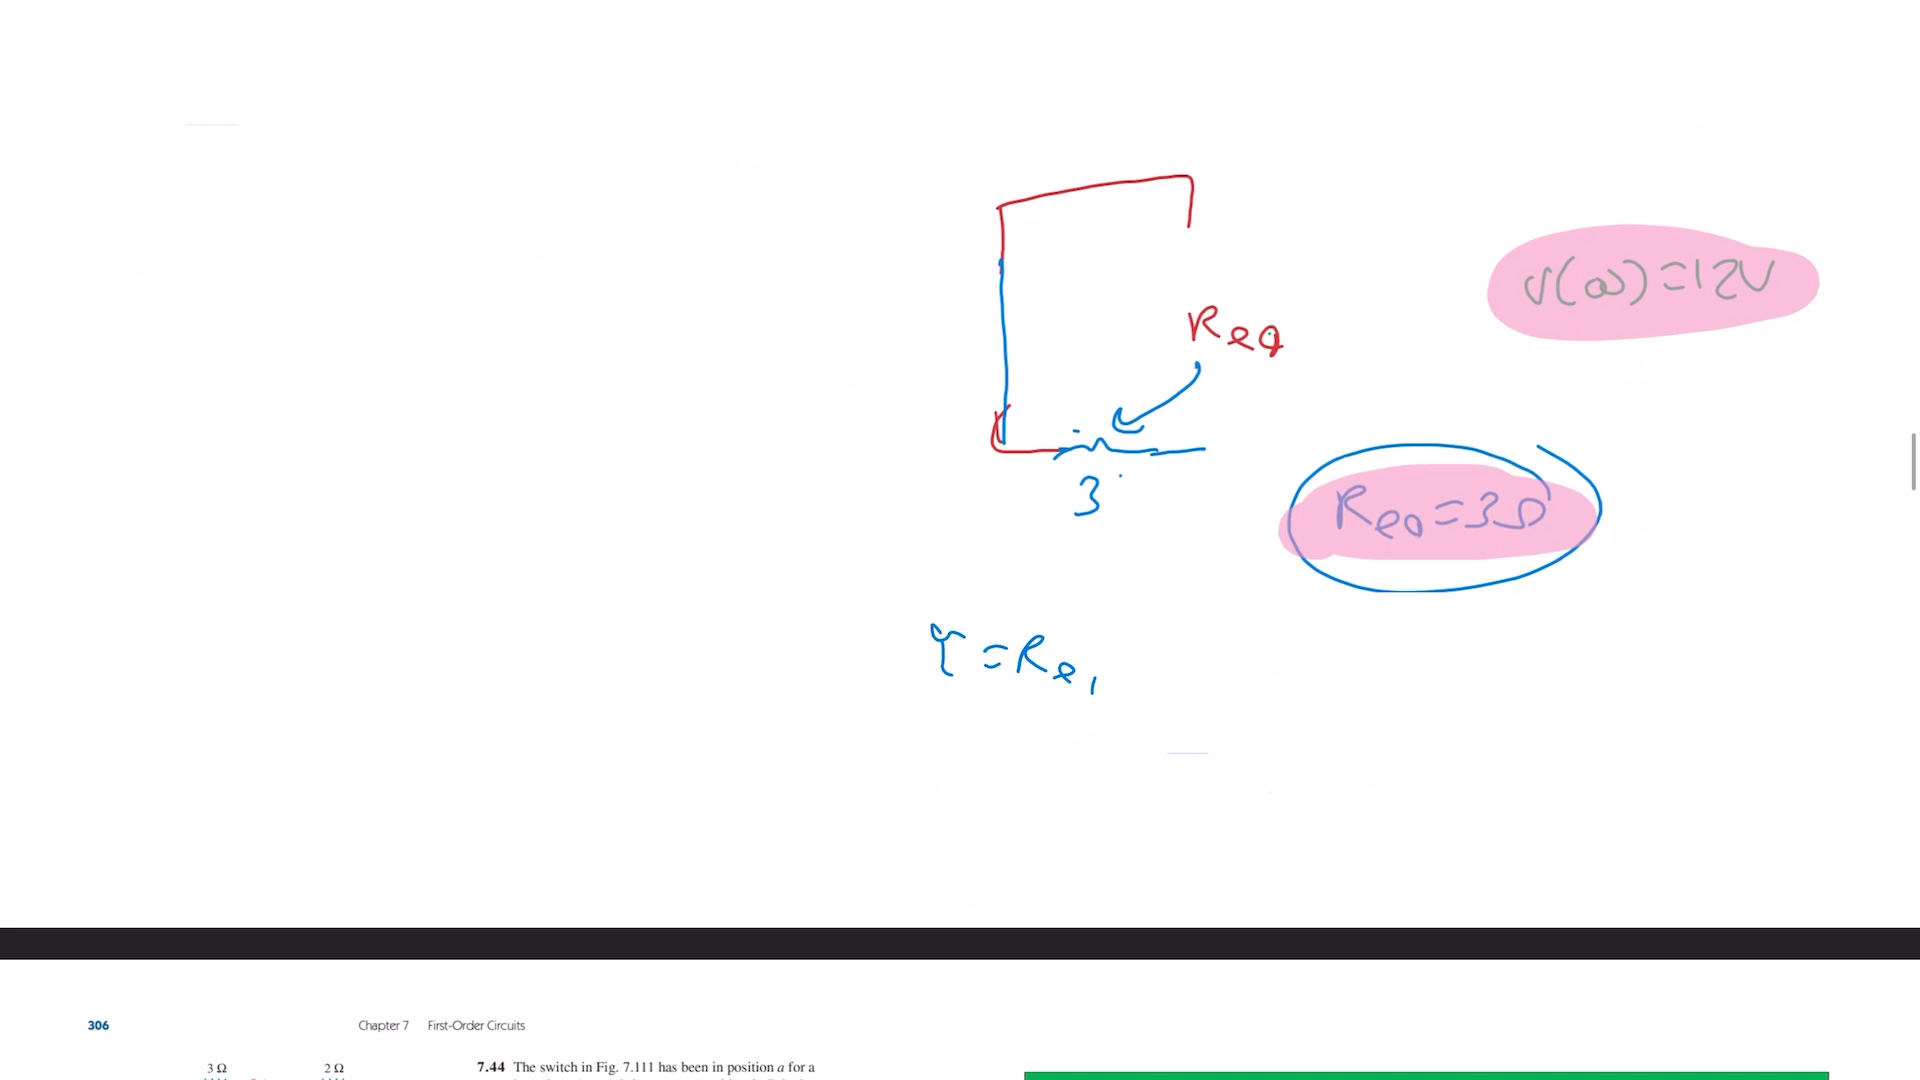 v(∞)=12V
Req
3
Req=3Ω
τ=Re
306
Chapter 7 First-Order Circuits
3 Ω 2 Ω
7.44 The switch in Fig. 7.111 has been in position a for a